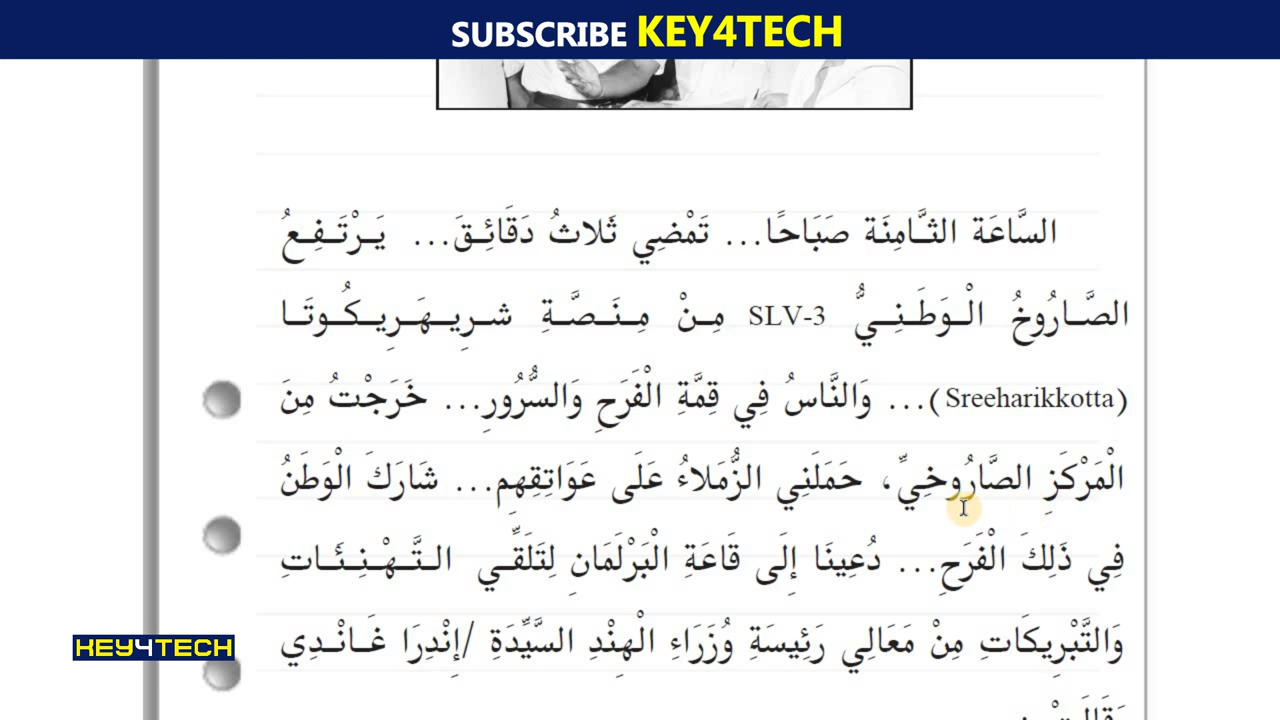 SUBSCRIBE KEY4TECH
السَّاعَة الثَّامِنَة صَبَاحًا... تَمْضِي ثَلاثُ دَقَائِقَ... يَرْتَفِعُ
الصَّارُوخُ الْوَطَنِيُّ SLV-3 مِنْ مِنَصَّةِ شرِيهَرِيكُوتَا
(Sreeharikkotta)... وَالنَّاسُ فِي قِمَّةِ الْفَرَحِ وَالسُّرُورِ... خَرَجْتُ مِنَ
الْمَرْكَزِ الصَّارُوخِيِّ، حَمَلَنِي الزُّمَلاءُ عَلَى عَوَاتِقِهِم... شَارَكَ الْوَطَنُ
فِي ذَلِكَ الْفَرَحِ... دُعِينَا إِلَى قَاعَةِ الْبَرْلَمَانِ لِتَلَقِّي التَّهْنِئَاتِ
وَالتَّبْرِيكَاتِ مِنْ مَعَالِي رَئِيسَةِ وُزَرَاءِ الْهِنْدِ السَّيِّدَةِ /إِنْدِرَا غَانْدِي
KEY4TECH